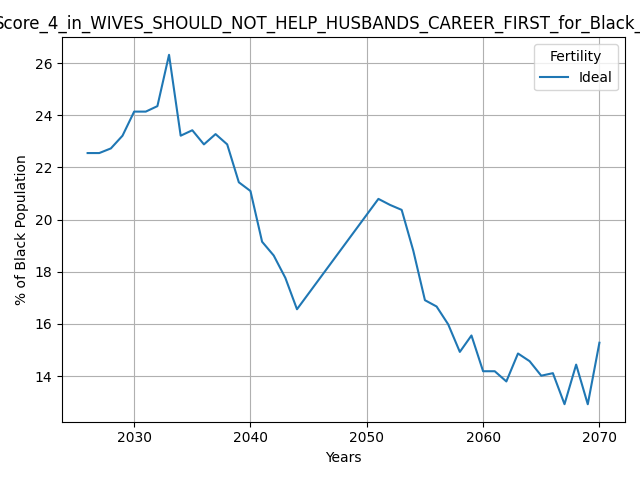 Score_4_in_WIVES_SHOULD_NOT_HELP_HUSBANDS_CAREER_FIRST_for_Black_
Fertility
Ideal
% of Black Population
26
24
22
20
18
16
14
2030 2040 2050 2060 2070
Years